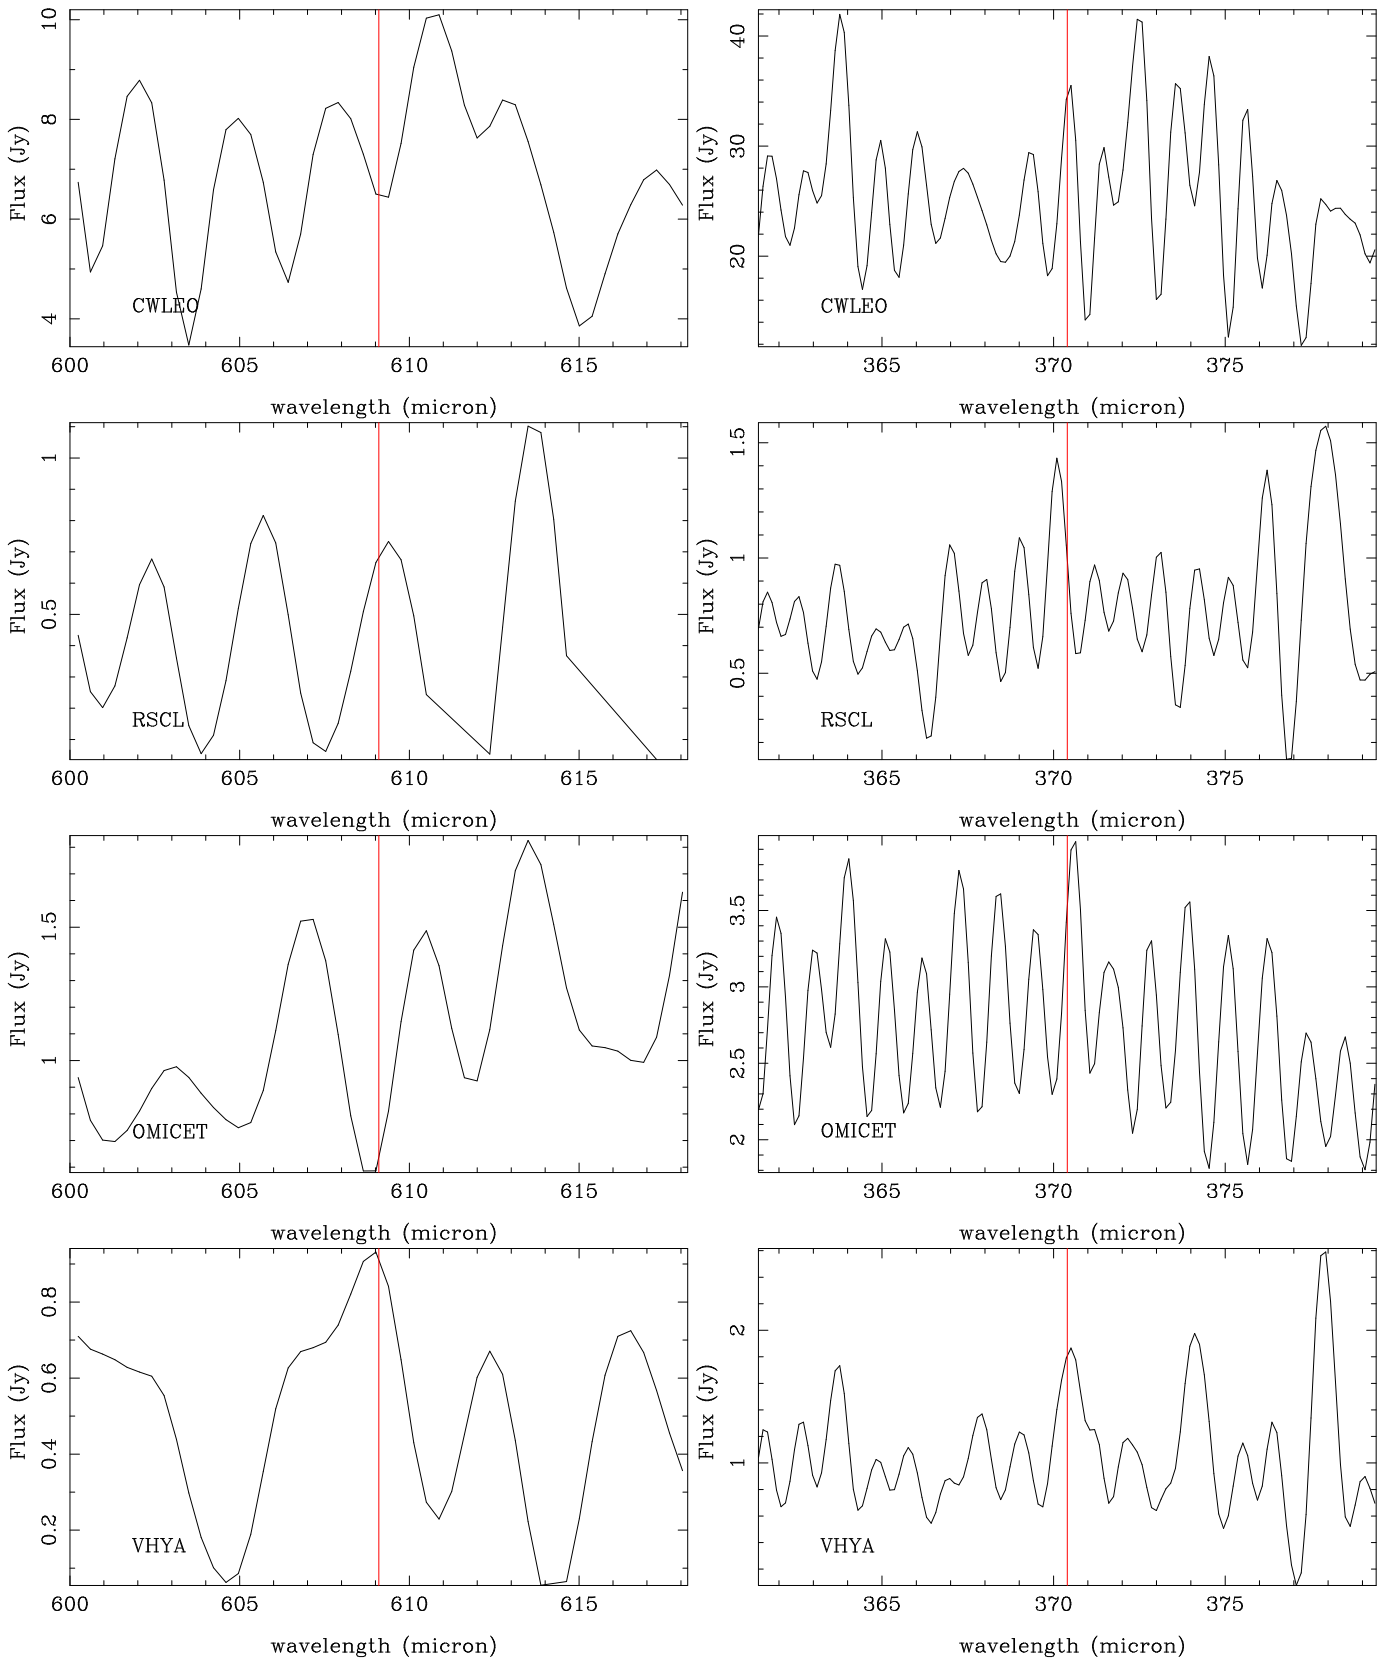 10
8
6
4
Flux (Jy)
CWLEO
600 605 610 615
wavelength (micron)
40
30
20
Flux (Jy)
CWLEO
365 370 375
wavelength (micron)
1
0.5
Flux (Jy)
RSCL
600 605 610 615
wavelength (micron)
1.5
1
0.5
Flux (Jy)
RSCL
365 370 375
wavelength (micron)
1.5
1
Flux (Jy)
OMICET
600 605 610 615
wavelength (micron)
3.5
3
2.5
2
Flux (Jy)
OMICET
365 370 375
wavelength (micron)
0.8
0.6
0.4
0.2
Flux (Jy)
VHYA
600 605 610 615
wavelength (micron)
2
1
Flux (Jy)
VHYA
365 370 375
wavelength (micron)